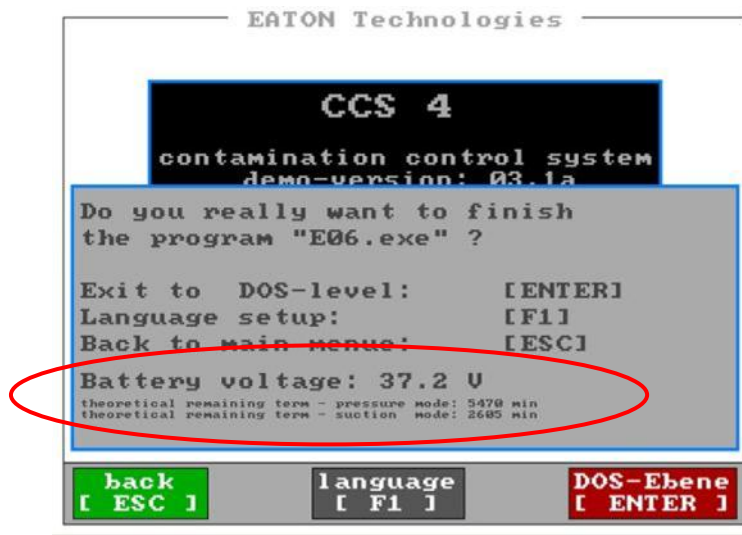 EATON Technologies
CCS 4
contamination control system
demo-version: 03.1a
Do you really want to finish
the program "E06.exe" ?
Exit to DOS-level: [ENTER]
Language setup: [F1]
Back to main menue: [ESC]
Battery voltage: 37.2 V
theoretical remaining term - pressure mode: 5470 min
theoretical remaining term - suction mode: 2605 min
back language DOS-Ebene
[ ESC ] [ F1 ] [ ENTER ]